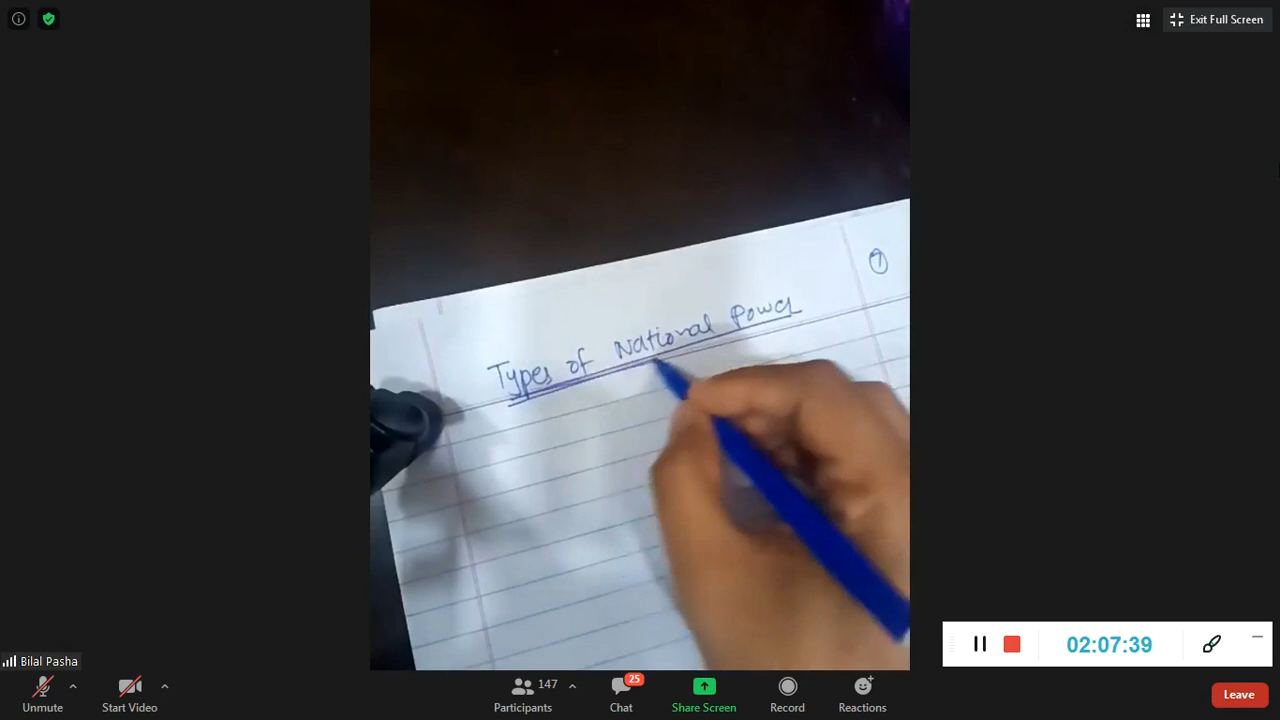 Exit Full Screen
7
Types of National Power
Bilal Pasha
02:07:39
Unmute
Start Video
147
Participants
25
Chat
Share Screen
Record
Reactions
Leave